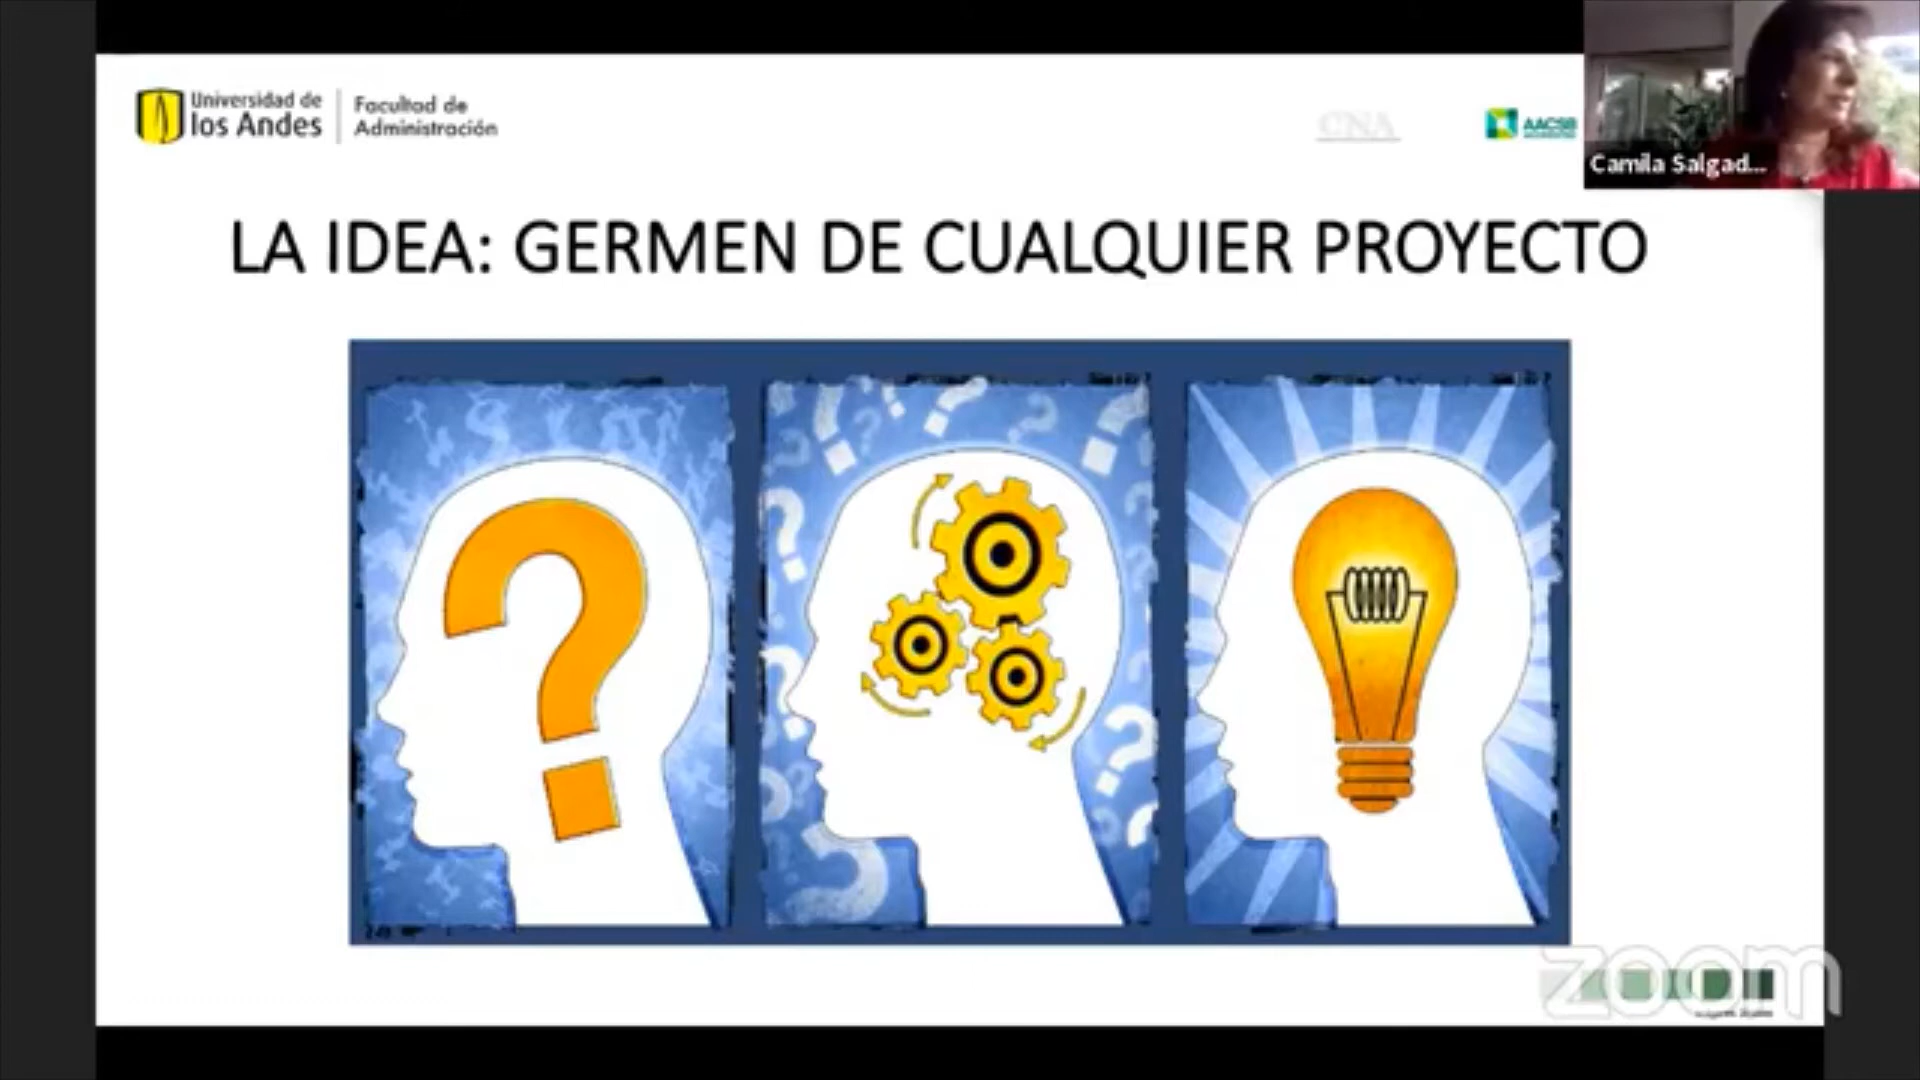 Universidad de
los Andes
Facultad de
Administración
CNA
AACSB
Camila Salgad...
LA IDEA: GERMEN DE CUALQUIER PROYECTO
zoom